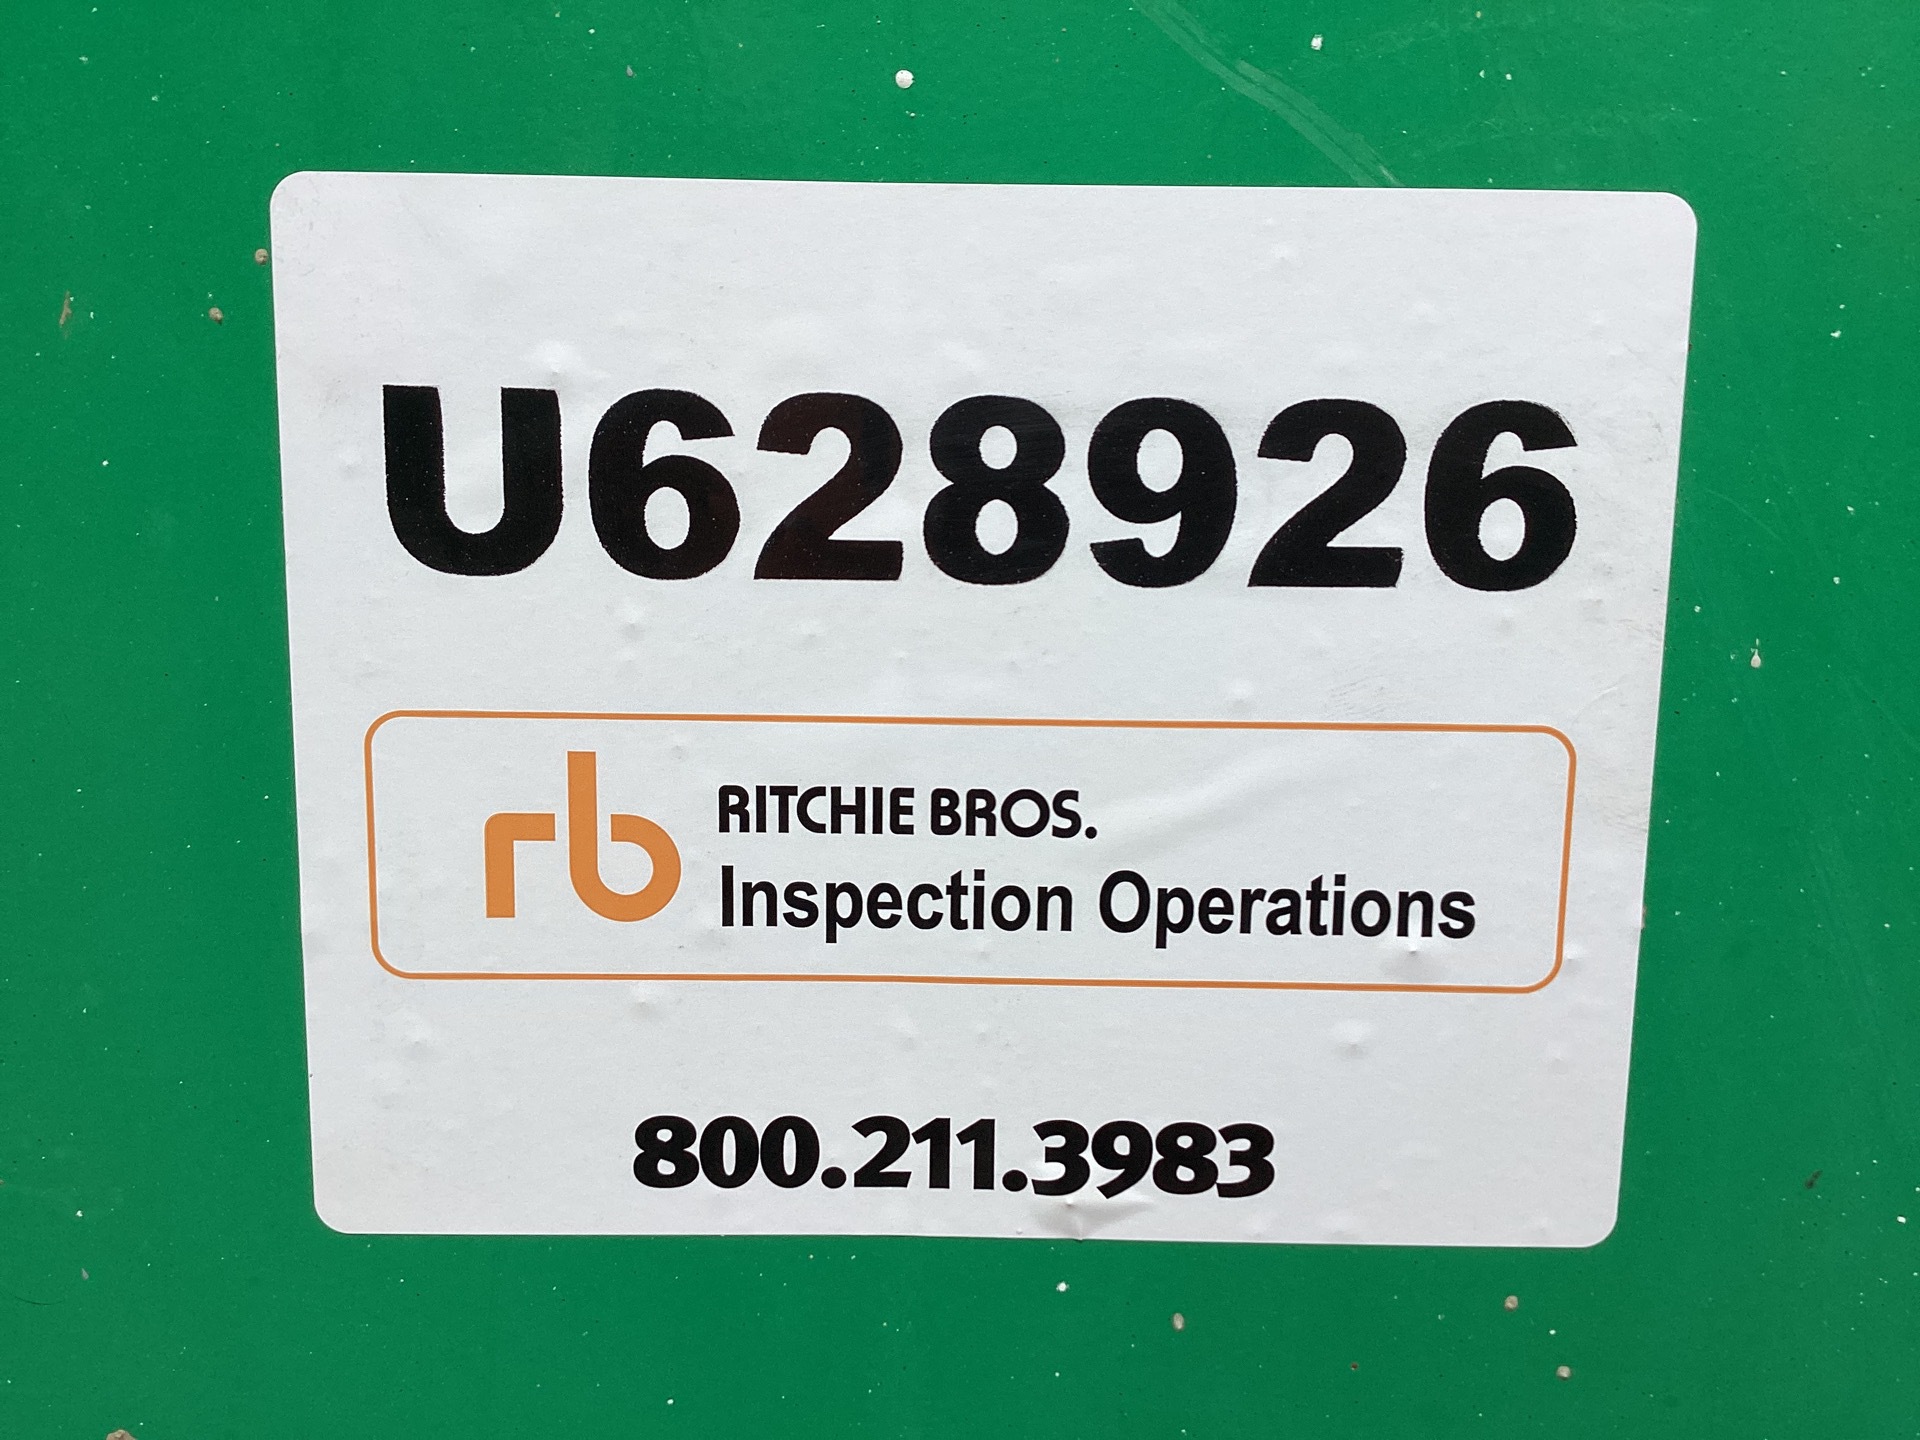 U628926
rb
RITCHIE BROS.
Inspection Operations
800.211.3983